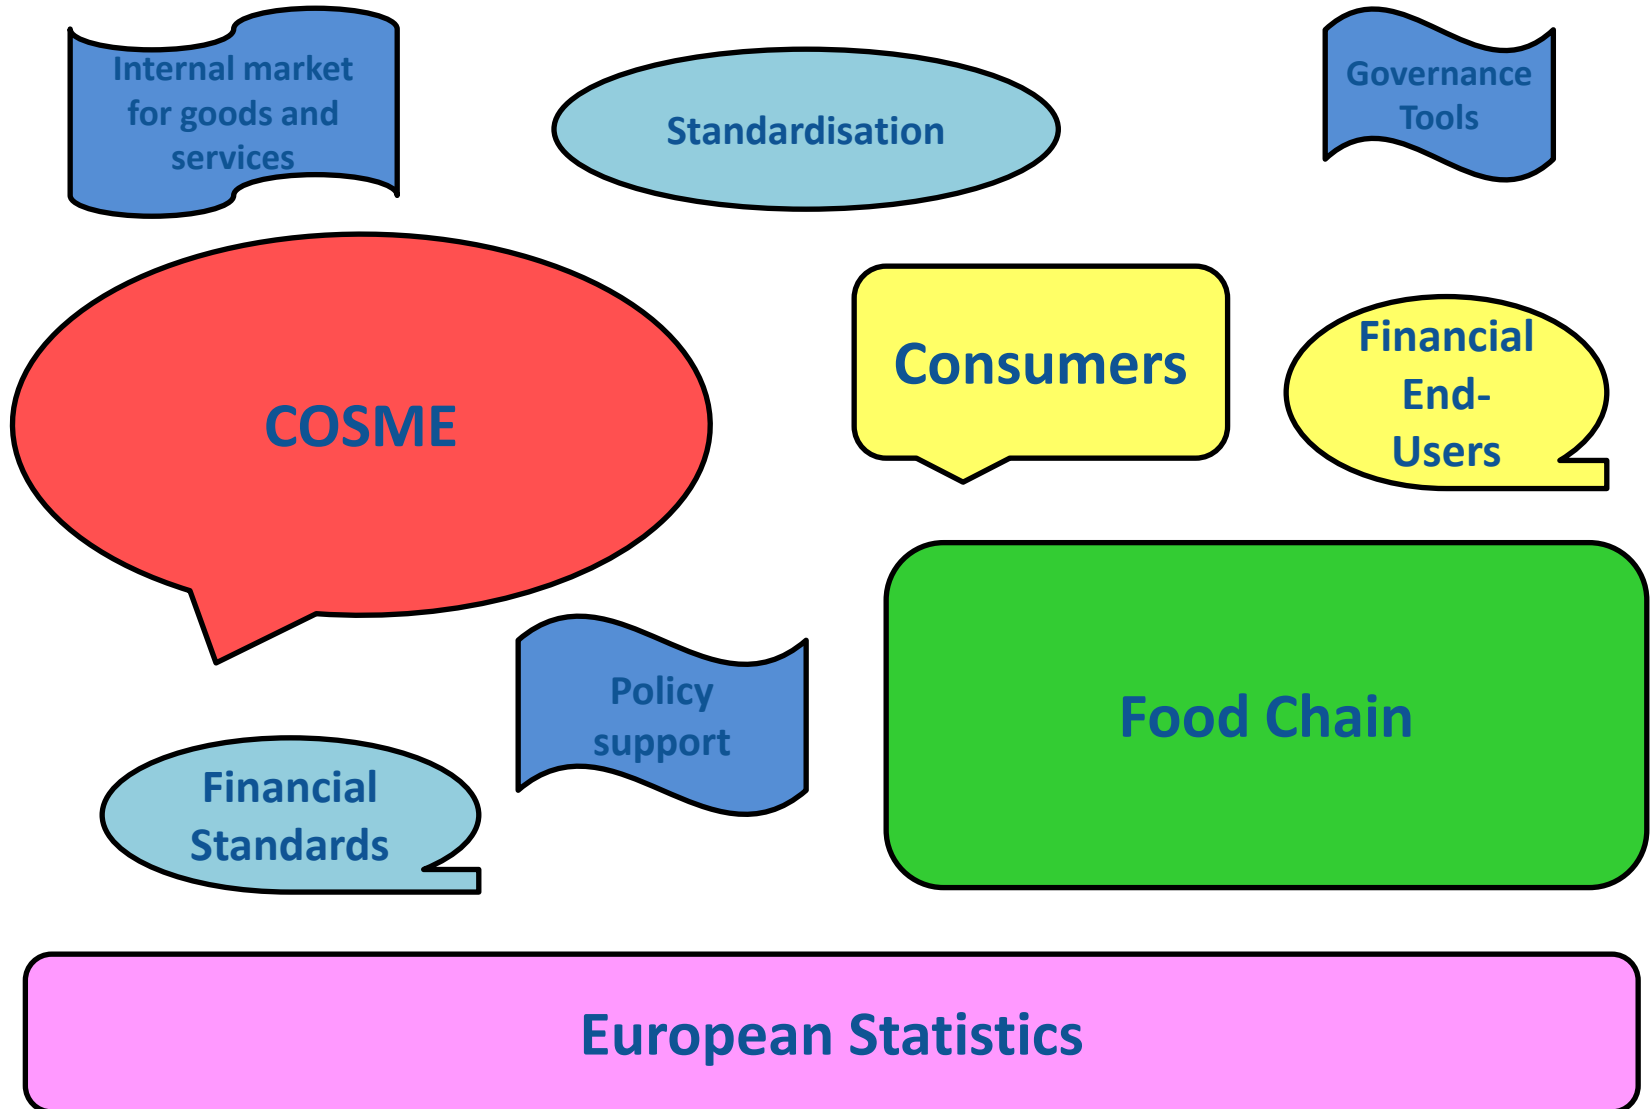 Internal market
for goods and
services
Standardisation
Governance
Tools
COSME
Consumers
Financial
End-
Users
Policy
support
Food Chain
Financial
Standards
European Statistics